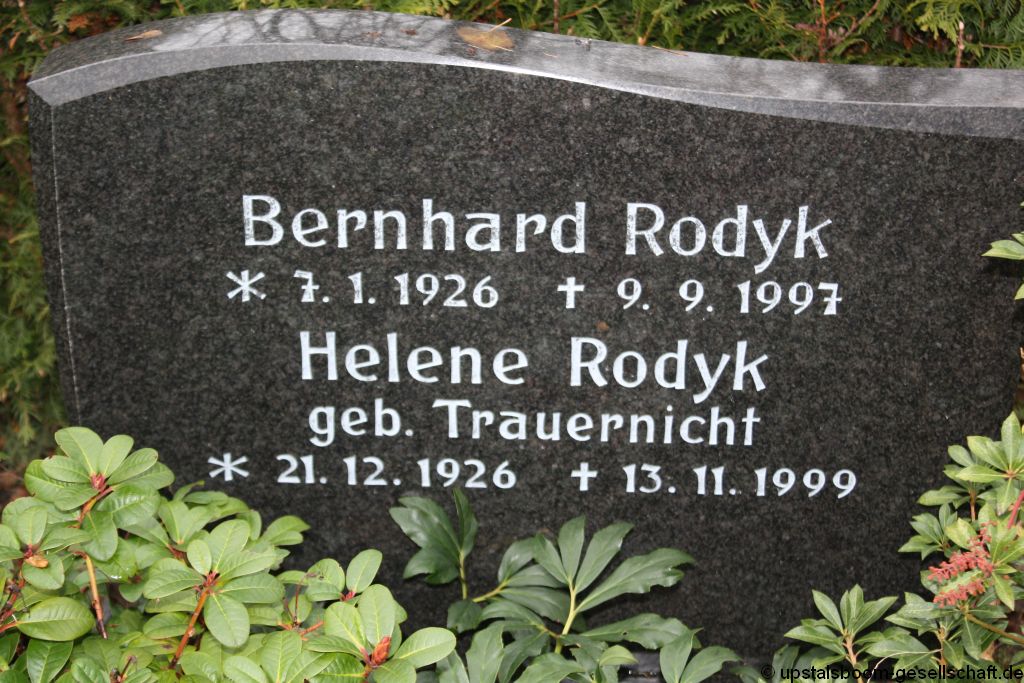 Bernhard Rodyk
* 7. 1. 1926 † 9. 9. 1997
Helene Rodyk
geb. Trauernicht
* 21. 12. 1926 † 13. 11. 1999
© upstalsboom-gesellschaft.de